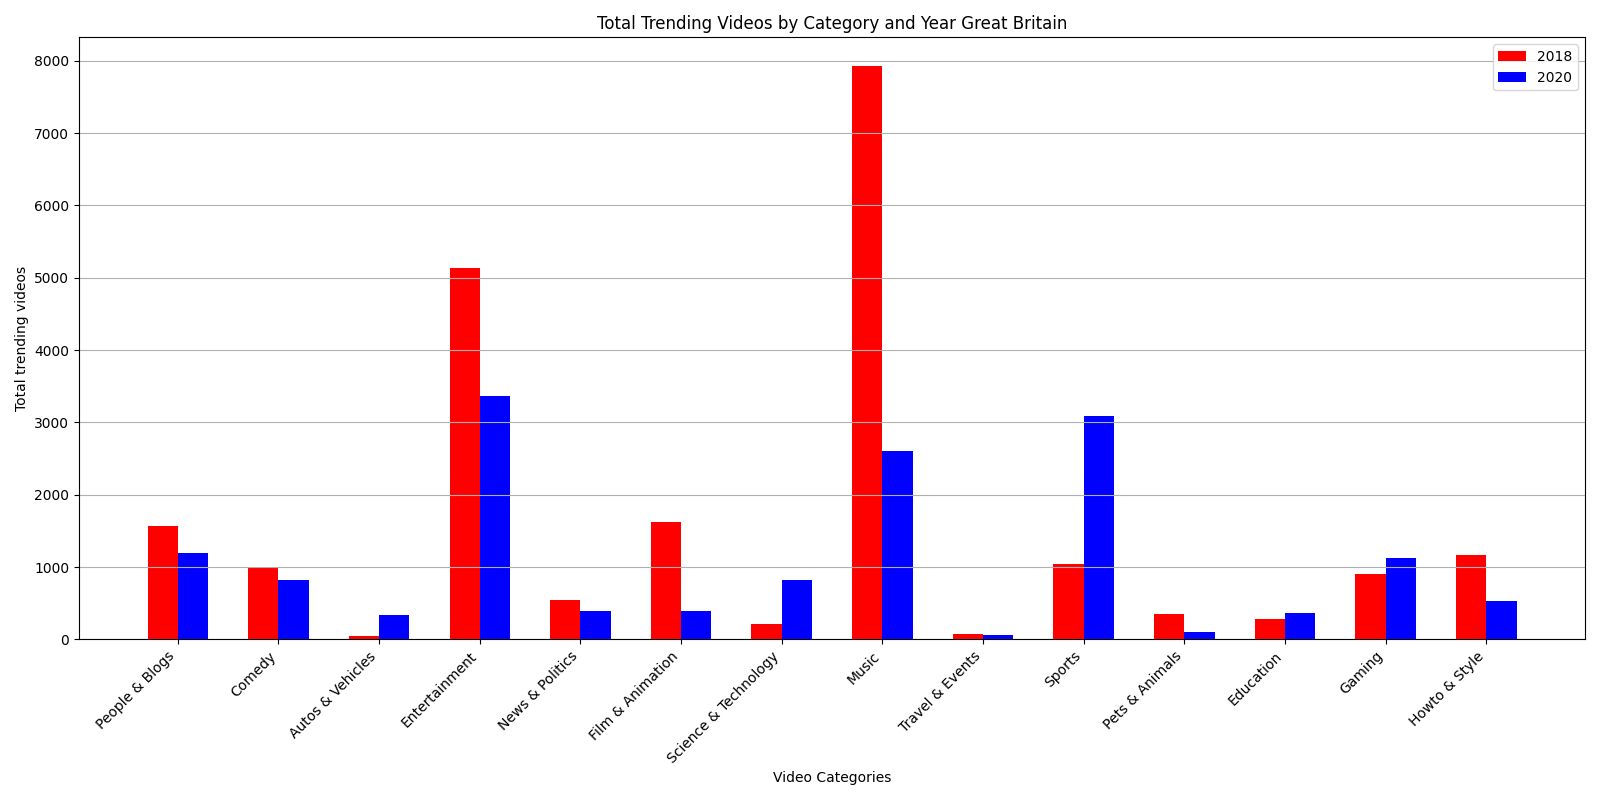 Total Trending Videos by Category and Year Great Britain
2018
2020
Total trending videos
8000
7000
6000
5000
4000
3000
2000
1000
0
People & Blogs
Comedy
Autos & Vehicles
Entertainment
News & Politics
Film & Animation
Science & Technology
Music
Travel & Events
Sports
Pets & Animals
Education
Gaming
Howto & Style
Video Categories